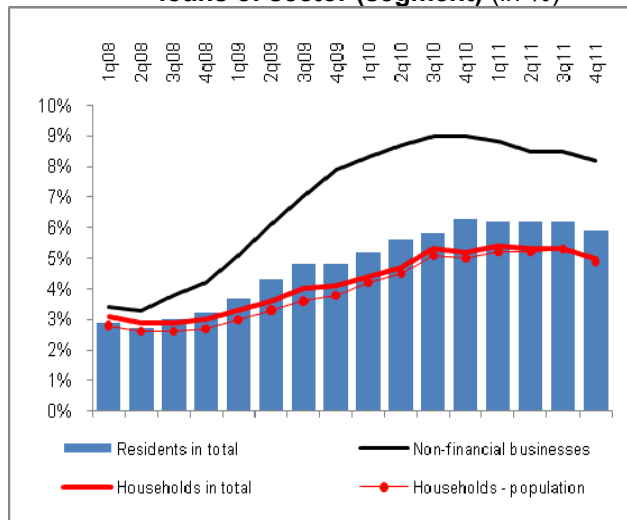 loans of sector (segment) (in %)
1q08 2q08 3q08 4q08 1q09 2q09 3q09 4q09 1q10 2q10 3q10 4q10 1q11 2q11 3q11 4q11
10%
9%
8%
7%
6%
5%
4%
3%
2%
1%
0%
Residents in total Non-financial businesses
Households in total Households - population